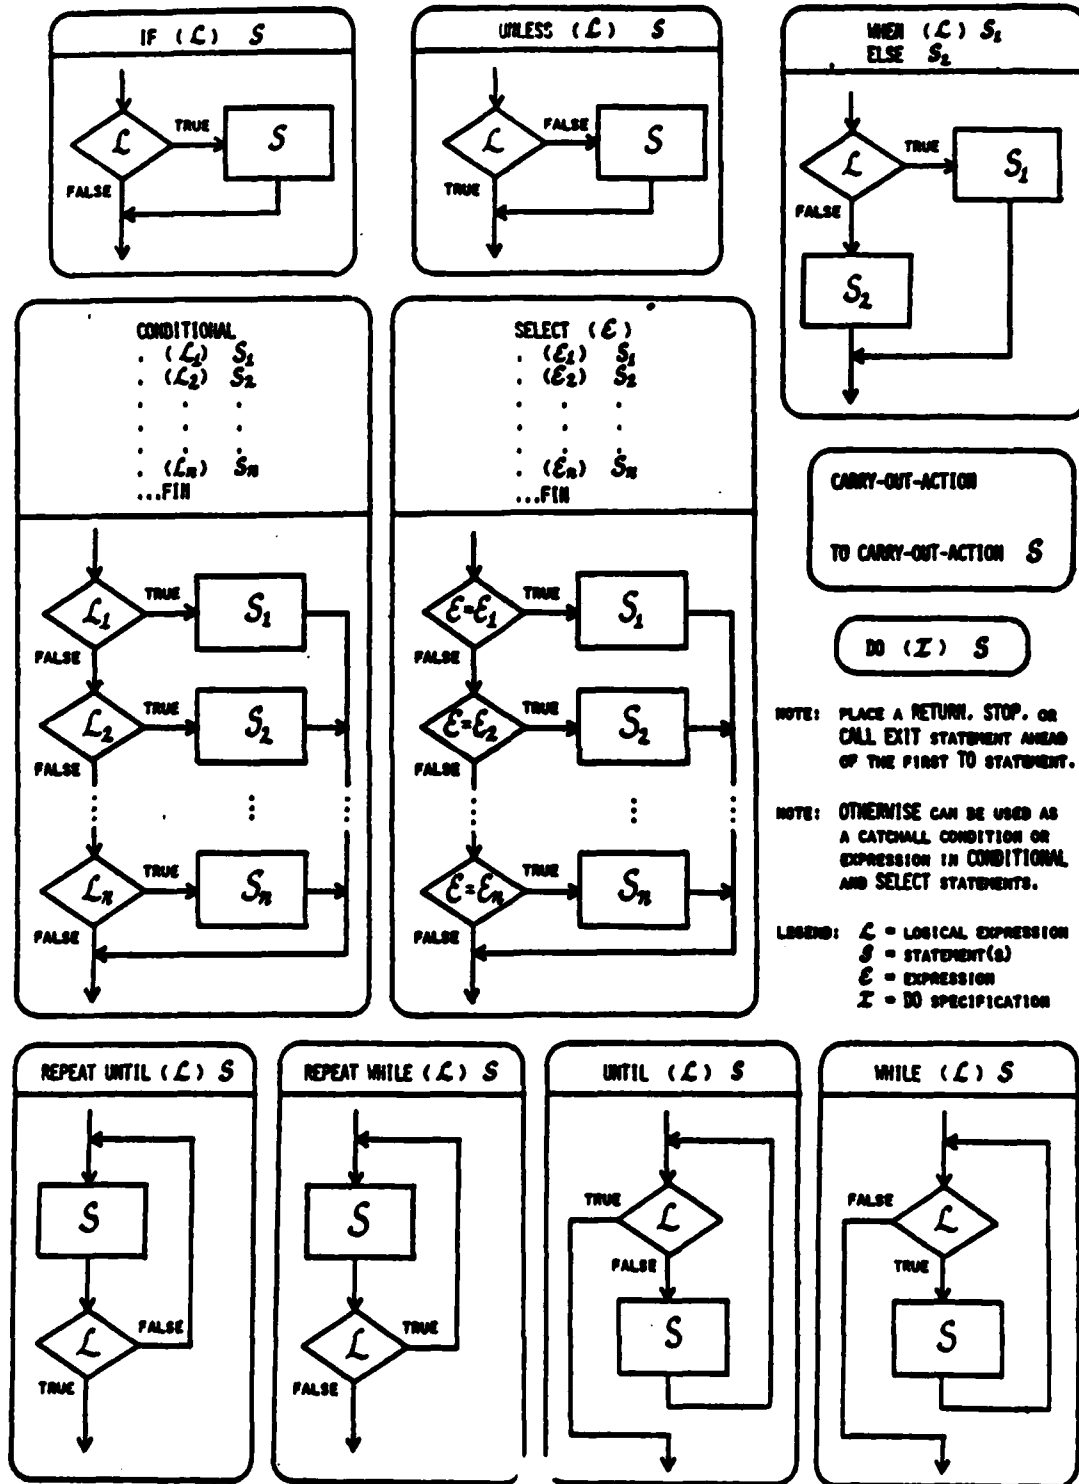 IF (ℒ) S
TRUE
ℒ
S
FALSE
UNLESS (ℒ) S
FALSE
ℒ
S
TRUE
WHEN (ℒ) S₁
ELSE S₂
TRUE
ℒ
S₁
FALSE
S₂
CONDITIONAL
. (ℒ₁) S₁
. (ℒ₂) S₂
. . .
. . .
. . .
. (ℒₙ) Sₙ
...FIN
TRUE
ℒ₁
S₁
FALSE
TRUE
ℒ₂
S₂
FALSE
TRUE
ℒₙ
Sₙ
FALSE
SELECT (ℰ)
. (ℰ₁) S₁
. (ℰ₂) S₂
. . .
. . .
. . .
. (ℰₙ) Sₙ
...FIN
TRUE
ℰ=ℰ₁
S₁
FALSE
TRUE
ℰ=ℰ₂
S₂
FALSE
TRUE
ℰ=ℰₙ
Sₙ
FALSE
CARRY-OUT-ACTION
TO CARRY-OUT-ACTION S
DO (ℐ) S
NOTE: PLACE A RETURN, STOP, OR
CALL EXIT STATEMENT AHEAD
OF THE FIRST TO STATEMENT.
NOTE: OTHERWISE CAN BE USED AS
A CATCHALL CONDITION OR
EXPRESSION IN CONDITIONAL
AND SELECT STATEMENTS.
LEGEND: ℒ = LOGICAL EXPRESSION
S = STATEMENT(S)
ℰ = EXPRESSION
ℐ = DO SPECIFICATION
REPEAT UNTIL (ℒ) S
S
ℒ
FALSE
TRUE
REPEAT WHILE (ℒ) S
S
ℒ
TRUE
FALSE
UNTIL (ℒ) S
TRUE
ℒ
FALSE
S
WHILE (ℒ) S
FALSE
ℒ
TRUE
S